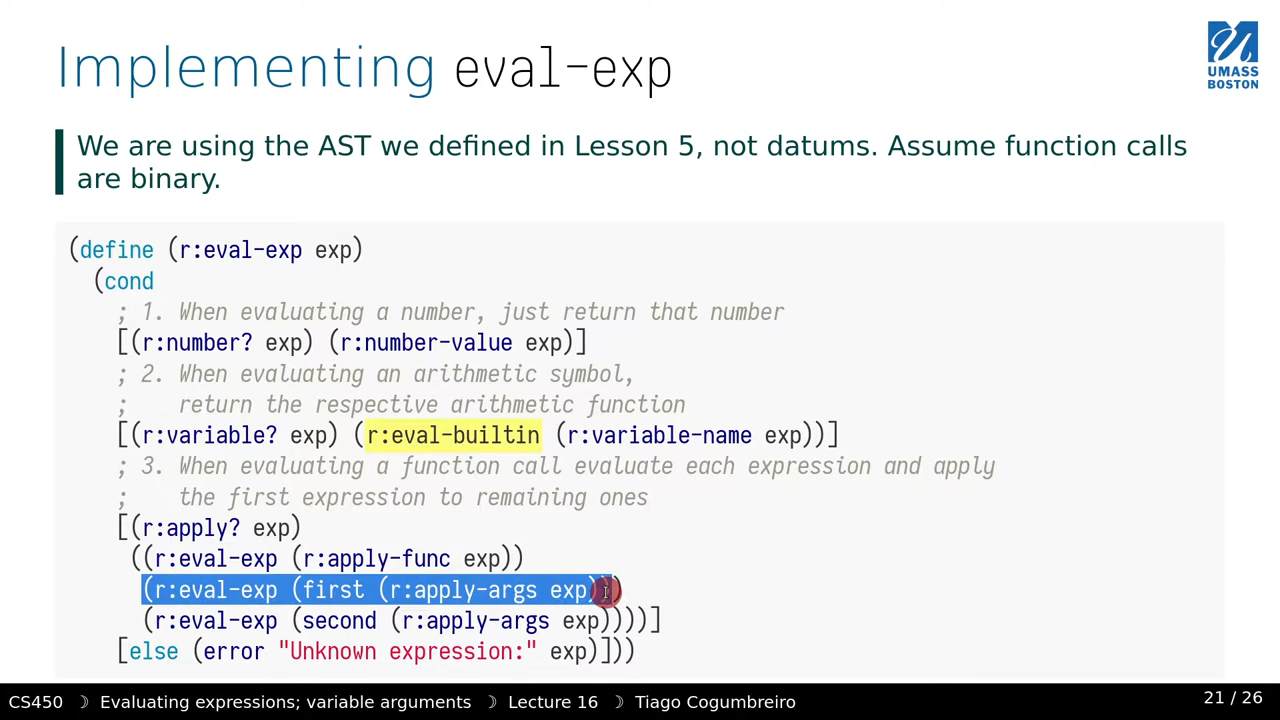 Implementing eval-exp
UMASS
BOSTON
We are using the AST we defined in Lesson 5, not datums. Assume function calls
are binary.
(define (r:eval-exp exp)
  (cond
    ; 1. When evaluating a number, just return that number
    [(r:number? exp) (r:number-value exp)]
    ; 2. When evaluating an arithmetic symbol,
    ;    return the respective arithmetic function
    [(r:variable? exp) (r:eval-builtin (r:variable-name exp))]
    ; 3. When evaluating a function call evaluate each expression and apply
    ;    the first expression to remaining ones
    [(r:apply? exp)
     ((r:eval-exp (r:apply-func exp))
      (r:eval-exp (first (r:apply-args exp)))
      (r:eval-exp (second (r:apply-args exp))))]
    [else (error "Unknown expression:" exp)]))
CS450 ☽ Evaluating expressions; variable arguments ☽ Lecture 16 ☽ Tiago Cogumbreiro
21 / 26